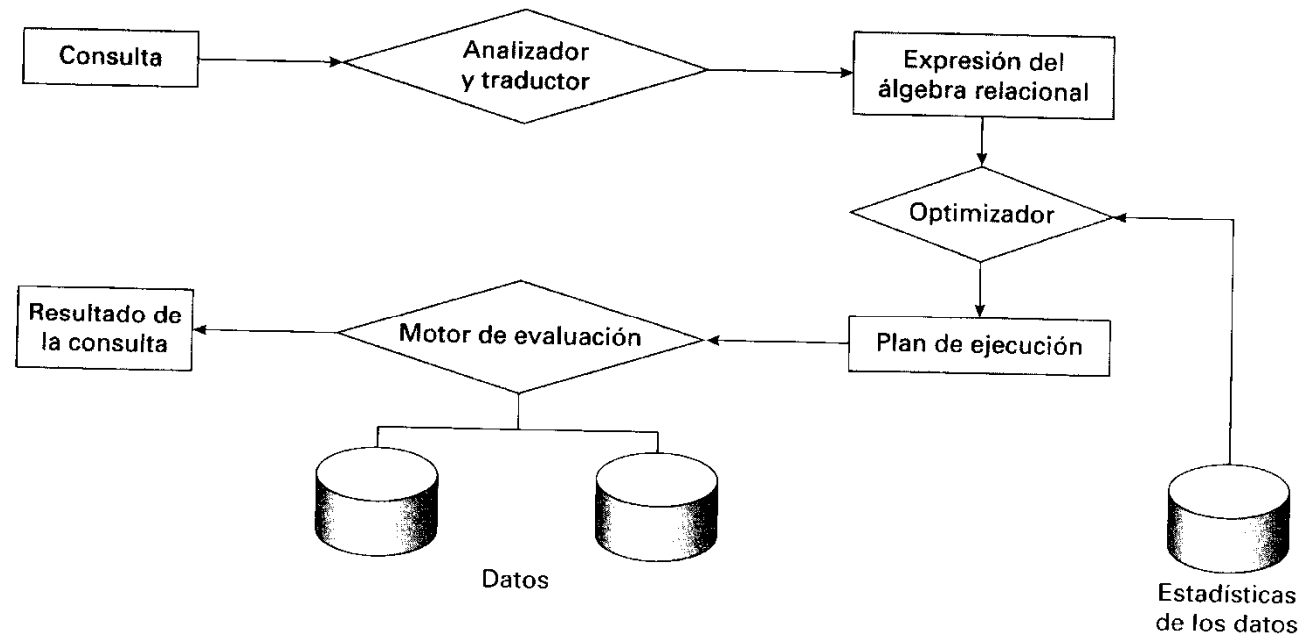 Consulta
Analizador
y traductor
Expresión del
álgebra relacional
Optimizador
Resultado de
la consulta
Motor de evaluación
Plan de ejecución
Datos
Estadísticas
de los datos